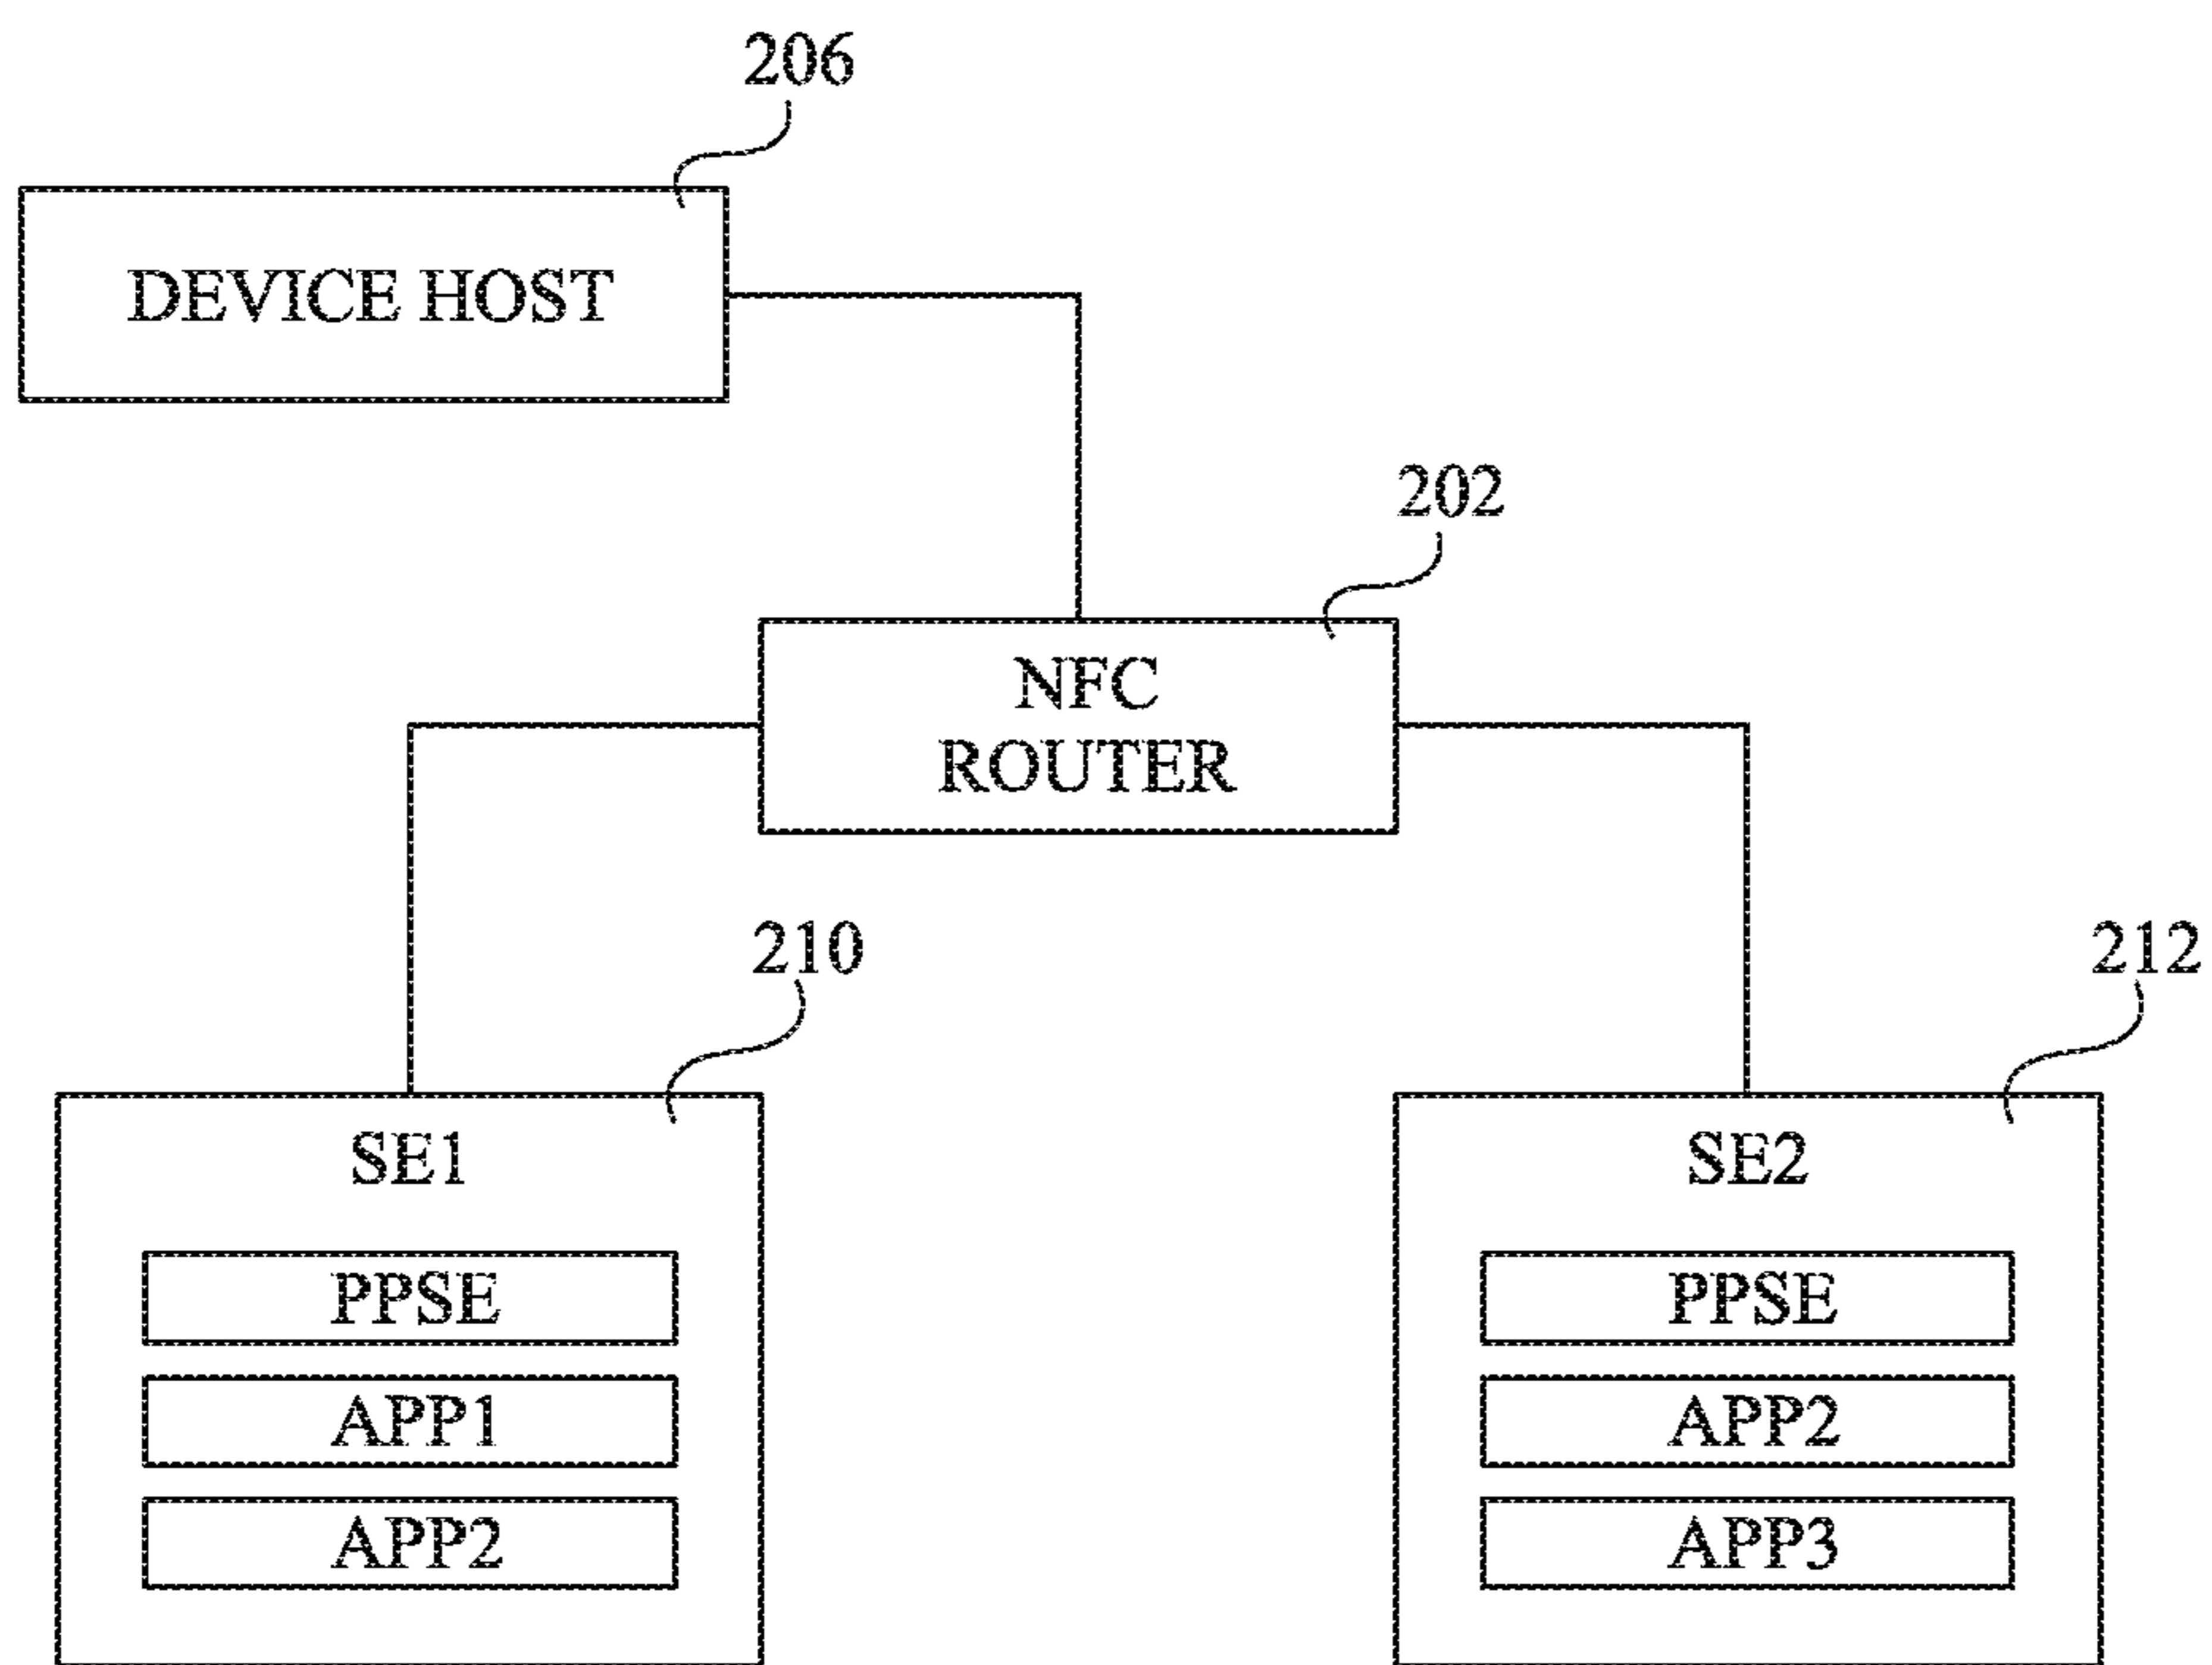 206
DEVICE HOST
202
NFC
ROUTER
210
212
SE1
PPSE
APP1
APP2
SE2
PPSE
APP2
APP3